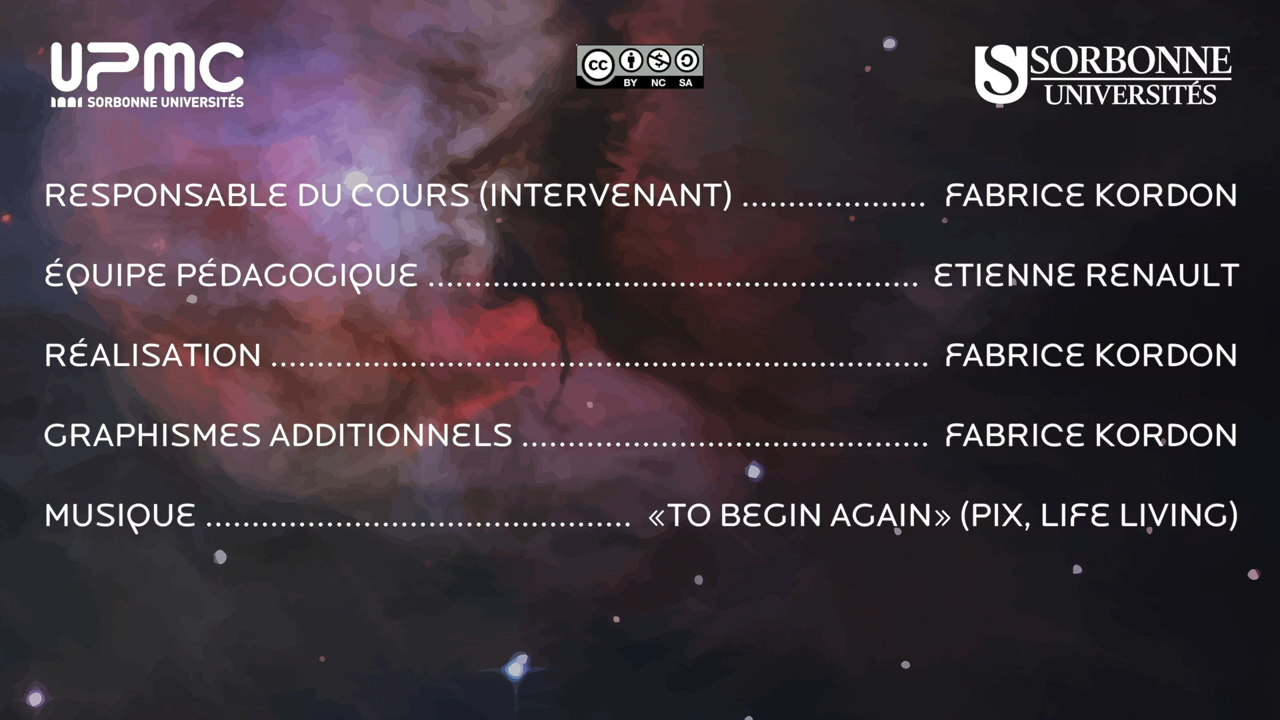 UPMC
SORBONNE UNIVERSITÉS
cc
BY NC SA
SORBONNE
UNIVERSITÉS
RESPONSABLE DU COURS (INTERVENANT) .................... FABRICE KORDON
ÉQUIPE PÉDAGOGIQUE ..................................................... ETIENNE RENAULT
RÉALISATION ....................................................................... FABRICE KORDON
GRAPHISMES ADDITIONNELS ............................................ FABRICE KORDON
MUSIQUE .............................................. «TO BEGIN AGAIN» (PIX, LIFE LIVING)